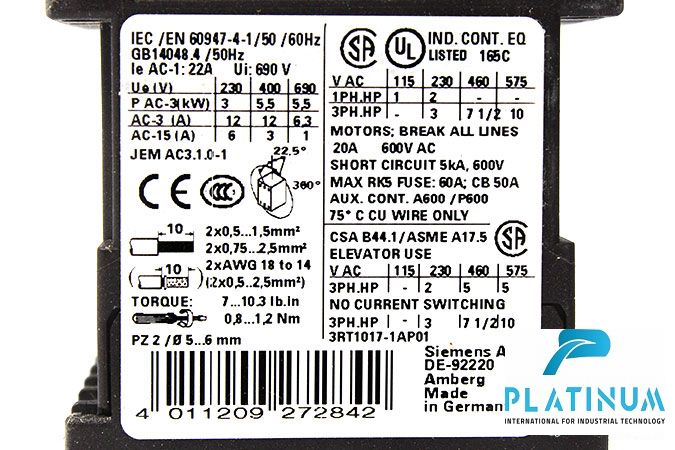 IEC / EN 60947-4-1/50 /60Hz
GB14048.4 /50Hz
Ie AC-1: 22A Ui: 690 V
Ue(V) 230 400 690
P AC-3(kW) 3 5,5 5,5
AC-3 (A) 12 12 6,3
AC-15 (A) 6 3 1
JEM AC3.1.0-1
22.5°
360°
CE CCC
10 2x0,5...1,5mm²
2x0,75...2,5mm²
2xAWG 18 to 14
10 (2x0,5...2,5mm²)
TORQUE: 7...10.3 lb.in
0,8...1,2 Nm
PZ 2 / Ø 5...6 mm
4 011209 272842
SA UL IND. CONT. EQ
LISTED 165C
V AC 115 230 460 575
1PH.HP 1 2
3PH.HP - 3 7 1/2 10
MOTORS; BREAK ALL LINES
20A 600V AC
SHORT CIRCUIT 5kA, 600V
MAX RK5 FUSE: 60A; CB 50A
AUX. CONT. A600 /P600
75° C CU WIRE ONLY
CSA B44.1/ASME A17.5 SA
ELEVATOR USE
V AC 115 230 460 575
3PH.HP - 2 5 5
NO CURRENT SWITCHING
3PH.HP - 3 7 1/2 10
3RT1017-1AP01
Siemens A
DE-92220
Amberg
Made
in German
PLATINUM
INTERNATIONAL FOR INDUSTRIAL TECHNOLOGY